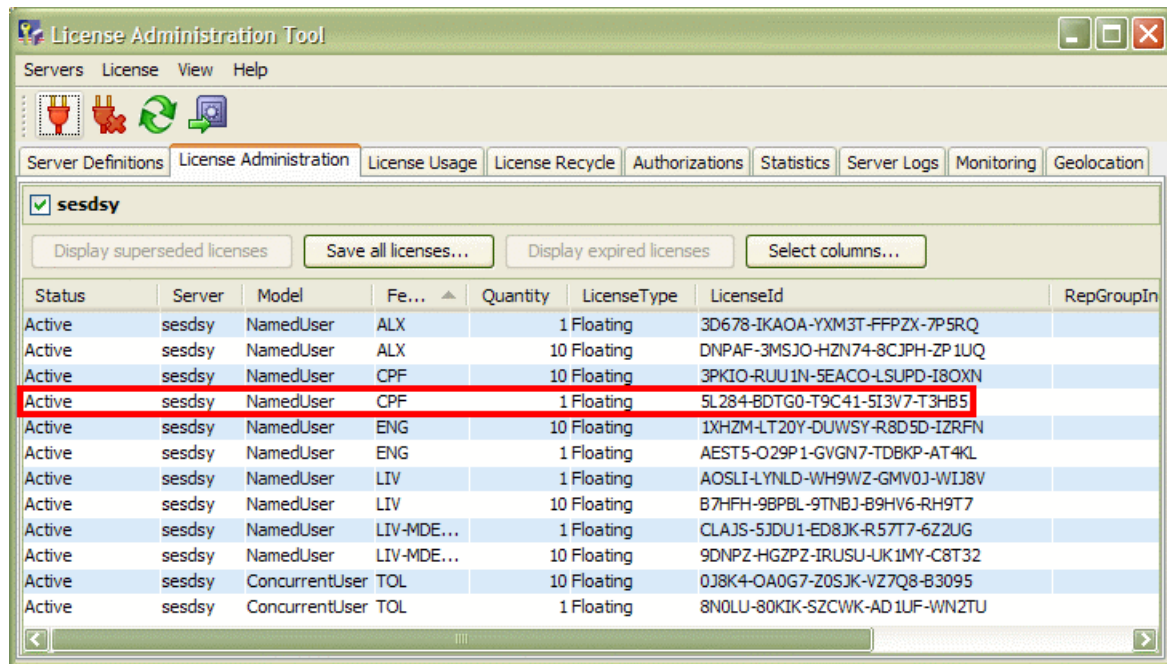 License Administration Tool
Servers License View Help
Server Definitions License Administration License Usage License Recycle Authorizations Statistics Server Logs Monitoring Geolocation
sesdsy
Display superseded licenses Save all licenses... Display expired licenses Select columns...
Status Server Model Fe... Quantity LicenseType LicenseId RepGroupIn
Active sesdsy NamedUser ALX 1 Floating 3D678-IKAOA-YXM3T-FFPZX-7P5RQ
Active sesdsy NamedUser ALX 10 Floating DNPAF-3MSJO-HZN74-8CJPH-ZP1UQ
Active sesdsy NamedUser CPF 10 Floating 3PKIO-RUU1N-5EACO-LSUPD-I8OXN
Active sesdsy NamedUser CPF 1 Floating 5L284-BDTG0-T9C41-5I3V7-T3HB5
Active sesdsy NamedUser ENG 10 Floating 1XHZM-LT20Y-DUWSY-R8D5D-IZRFN
Active sesdsy NamedUser ENG 1 Floating AEST5-O29P1-GVGN7-TDBKP-AT4KL
Active sesdsy NamedUser LIV 1 Floating AOSLI-LYNLD-WH9WZ-GMV0J-WIJ8V
Active sesdsy NamedUser LIV 10 Floating B7HFH-9BPBL-9TNBJ-B9HV6-RH9T7
Active sesdsy NamedUser LIV-MDE... 1 Floating CLAJS-5JDU1-ED8JK-R57T7-6Z2UG
Active sesdsy NamedUser LIV-MDE... 10 Floating 9DNPZ-HGZPZ-IRUSU-UK1MY-C8T32
Active sesdsy ConcurrentUser TOL 10 Floating 0J8K4-OA0G7-Z0SJK-VZ7Q8-B3095
Active sesdsy ConcurrentUser TOL 1 Floating 8N0LU-80KIK-SZCWK-AD1UF-WN2TU